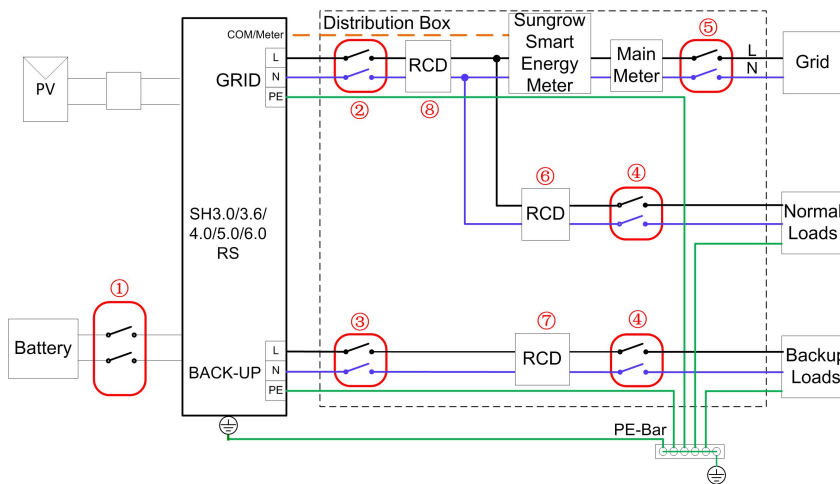 Distribution Box
Sungrow
Smart
Energy
Meter
⑤
COM/Meter
PV
L
N
PE
GRID
RCD
Main
Meter
L
N
Grid
②
⑧
⑥
④
SH3.0/3.6/
4.0/5.0/6.0
RS
RCD
Normal
Loads
①
③
⑦
④
Battery
L
N
PE
BACK-UP
RCD
Backup
Loads
PE-Bar